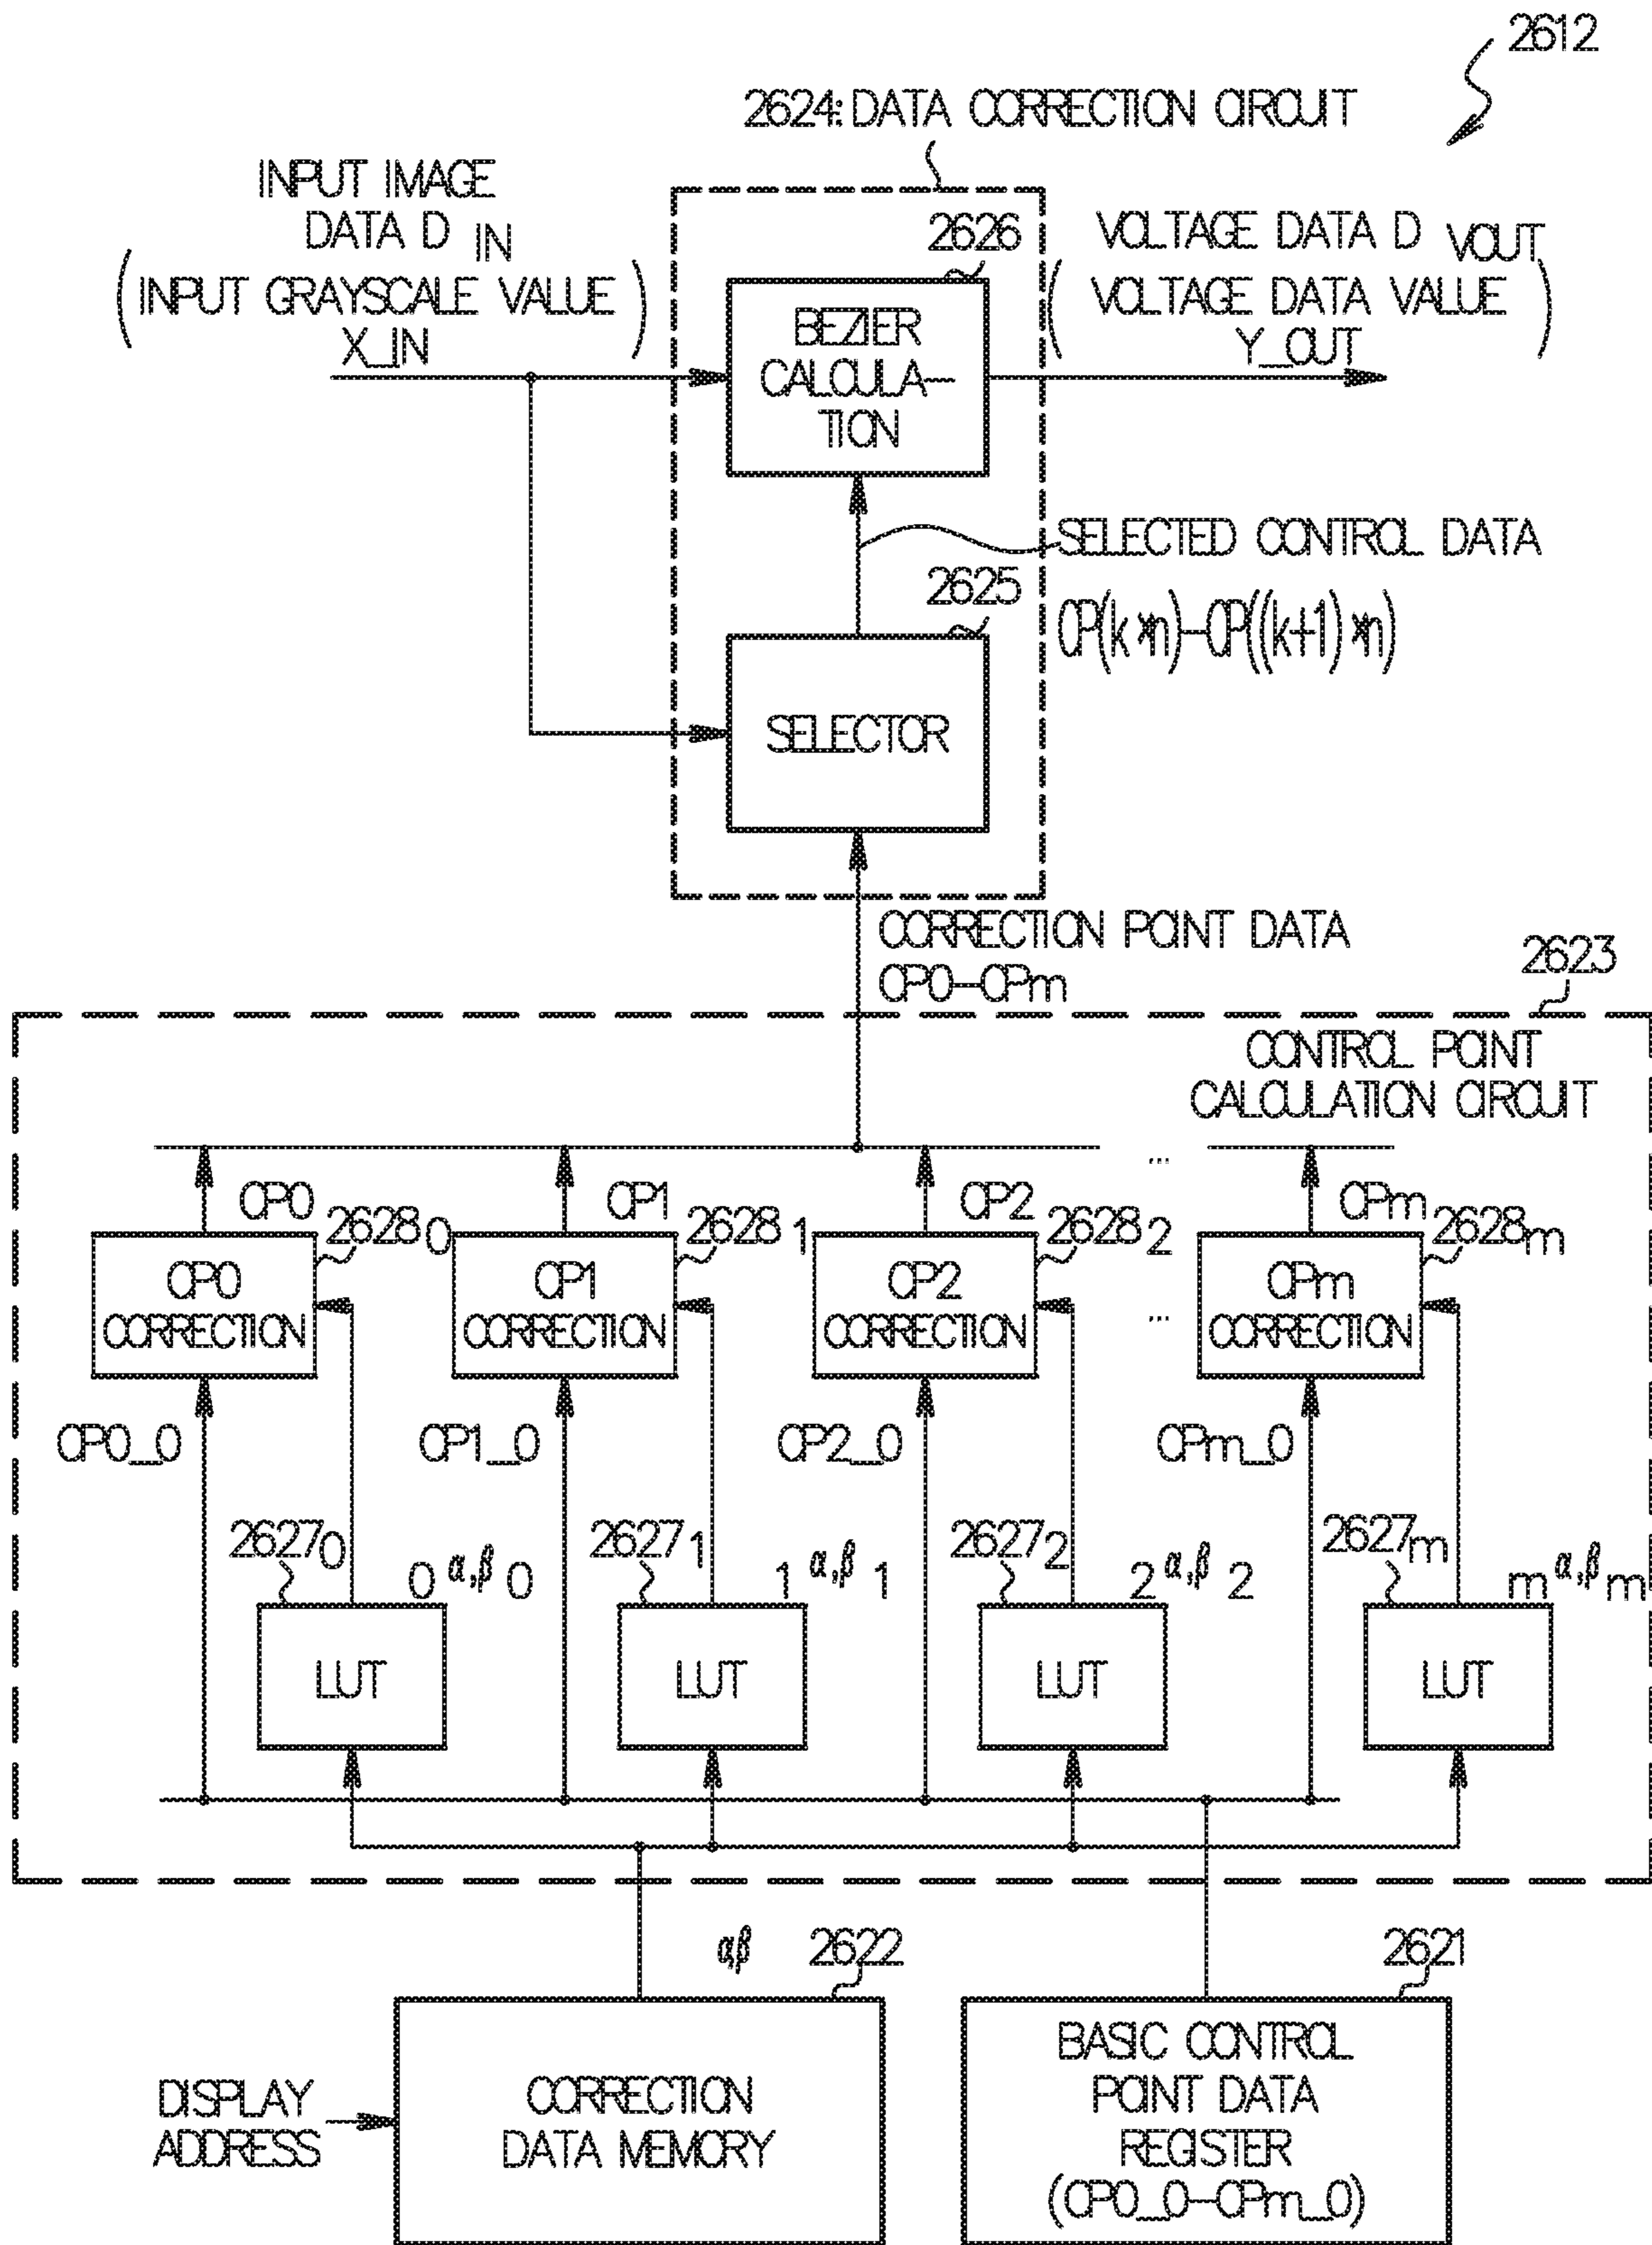 2612
2624: DATA CORRECTION CIRCUIT
INPUT IMAGE
DATA D IN
(INPUT GRAYSCALE VALUE
X_IN)
2626
BEZIER
CALCULA-
TION
VOLTAGE DATA D VOUT
(VOLTAGE DATA VALUE
Y_OUT)
SELECTED CONTROL DATA
CP(k*n)-CP((k+1)*n)
2625
SELECTOR
CORRECTION POINT DATA
CP0-CPm
2623
CONTROL POINT
CALCULATION CIRCUIT
...
CP0 CP1 CP2 CPm
2628 0 2628 1 2628 2 2628 m
CP0
CORRECTION
CP1
CORRECTION
CP2
CORRECTION
...
CPm
CORRECTION
CP0_0 CP1_0 CP2_0 CPm_0
2627 0 2627 1 2627 2 2627 m
0 α,β 0 1 α,β 1 2 α,β 2 m α,β m
LUT LUT LUT LUT
α,β 2622 2621
DISPLAY
ADDRESS
CORRECTION
DATA MEMORY
BASIC CONTROL
POINT DATA
REGISTER
(CP0_0-CPm_0)